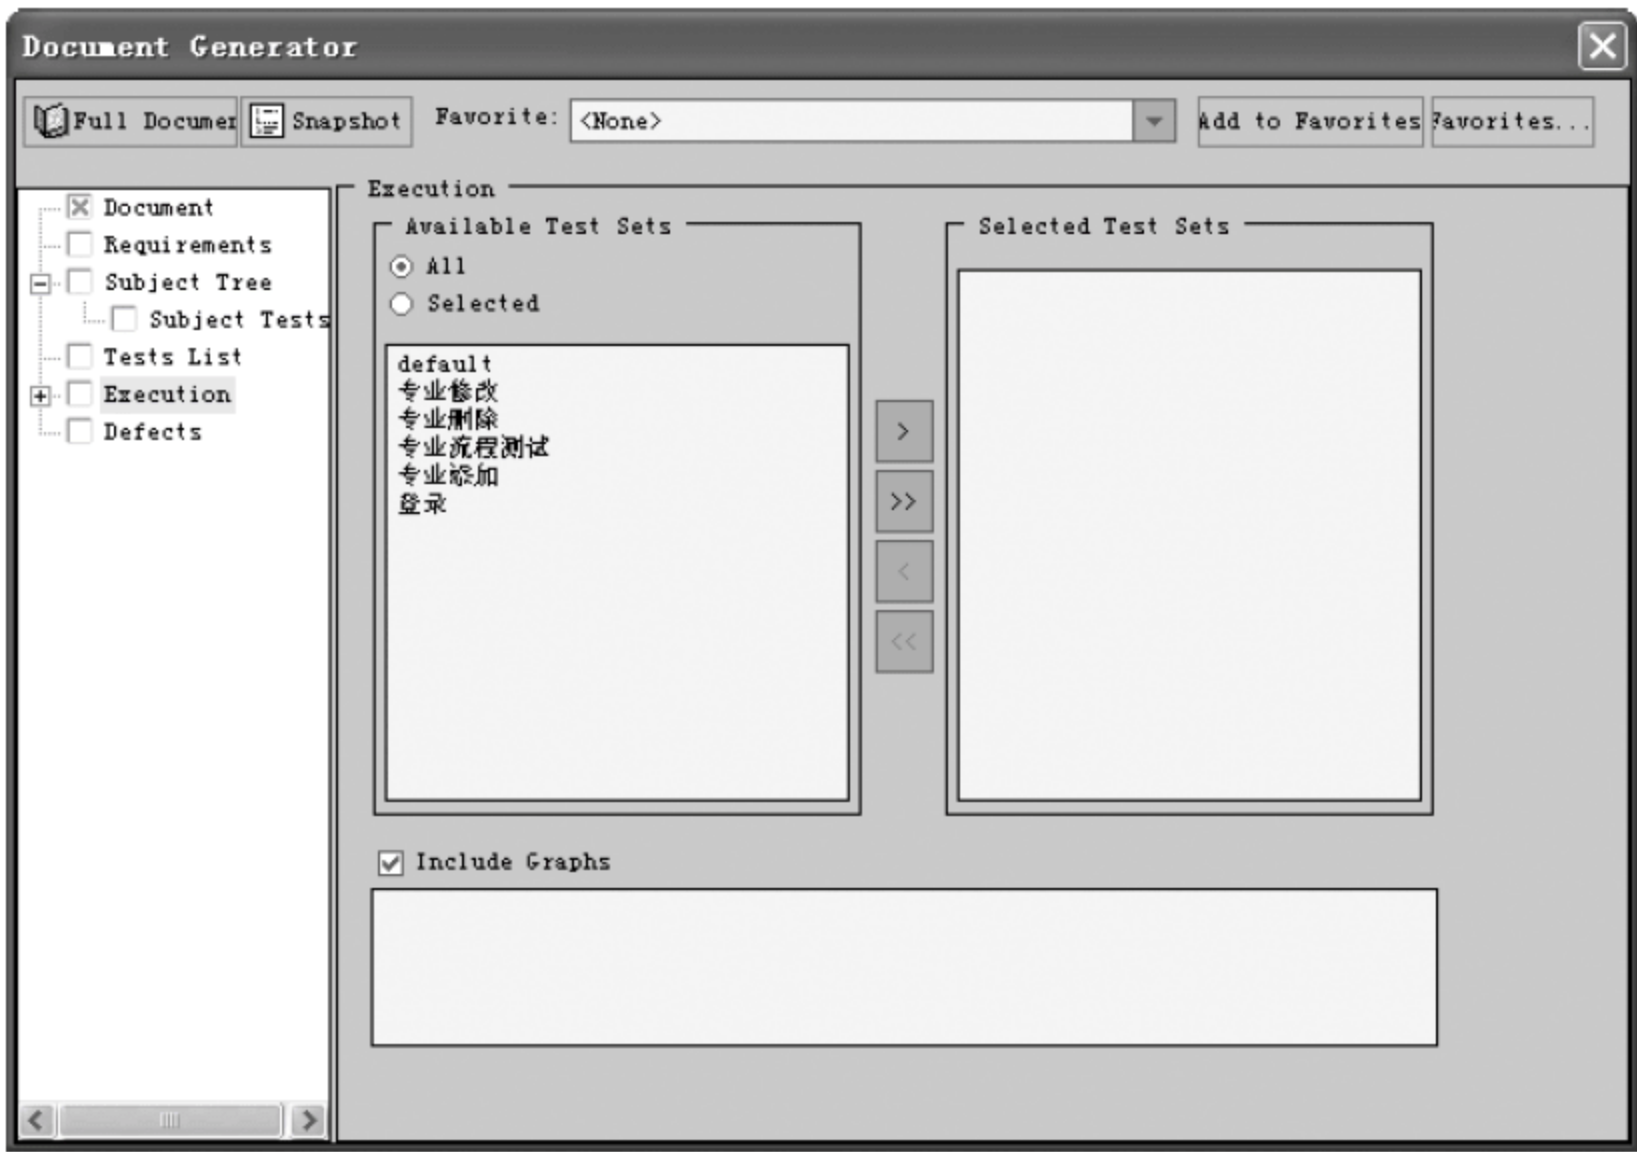 Document Generator
Full Documen Snapshot Favorite: <None> Add to Favorites Favorites...
Document
Requirements
Subject Tree
Subject Tests
Tests List
Execution
Defects
Execution
Available Test Sets
All
Selected
default
专业修改
专业删除
专业流程测试
专业添加
登录
>
>>
<
<<
Selected Test Sets
Include Graphs